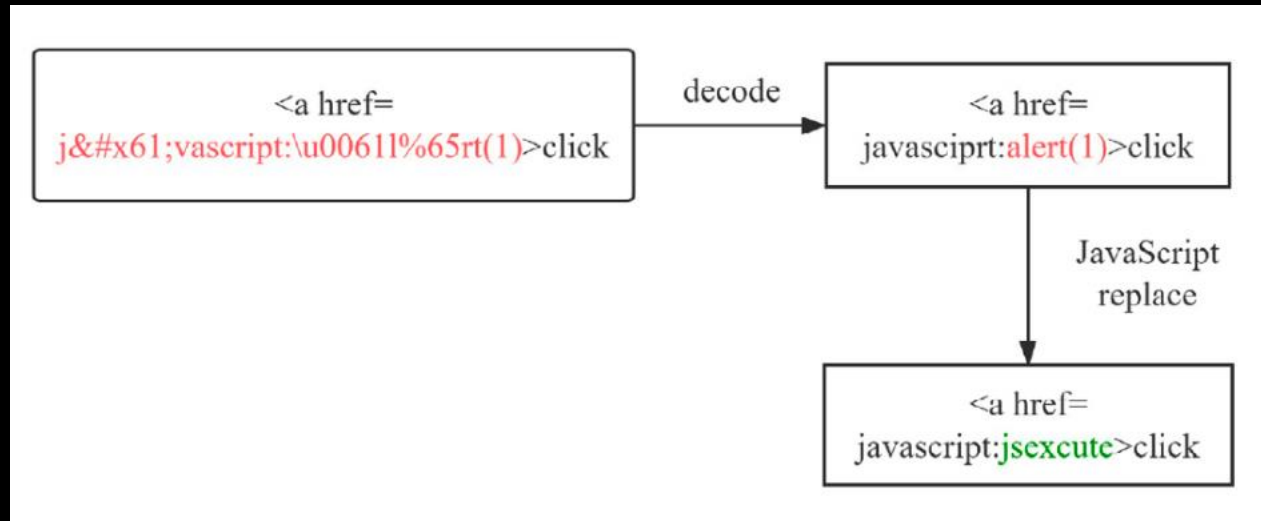 <a href=
j&#x61;vascript:\u0061l%65rt(1)>click
decode
<a href=
javasciprt:alert(1)>click
JavaScript
replace
<a href=
javascript:jsexcute>click